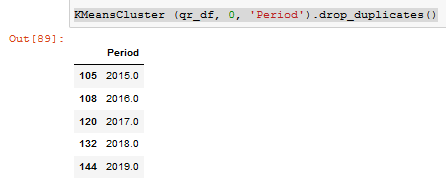 KMeansCluster (qr_df, 0, 'Period').drop_duplicates()
Out[89]:
Period
105 2015.0
108 2016.0
120 2017.0
132 2018.0
144 2019.0